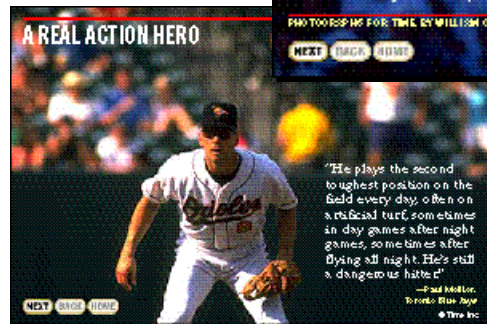 PHOTOGRAPHS FOR TIME BY WILLIAM
NEXT BACK HOME
A REAL ACTION HERO
Orioles
8
"He plays the second
toughest position on the
field every day, often on
artificial turf, sometimes
in day games after night
games, sometimes after
flying all night. He's still
a dangerous hitter."
—Paul Molitor,
Toronto Blue Jays
© Time Inc
NEXT BACK HOME